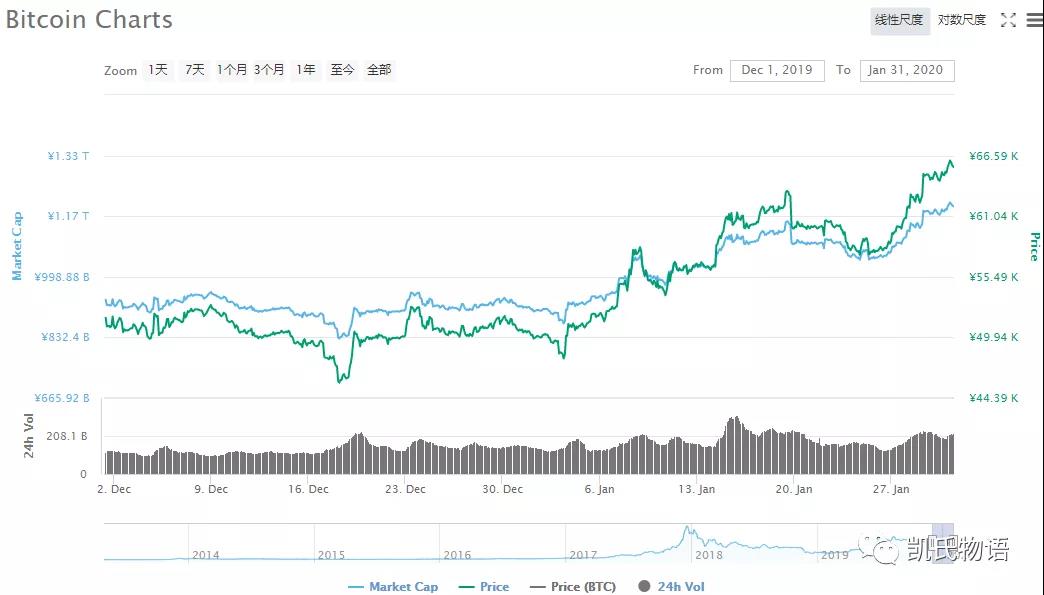 Bitcoin Charts
线性尺度 对数尺度
Zoom 1天 7天 1个月 3个月 1年 至今 全部 From Dec 1, 2019 To Jan 31, 2020
¥1.33 T ¥66.59 K
¥1.17 T ¥61.04 K
Market Cap Price
¥998.88 B ¥55.49 K
¥832.4 B ¥49.94 K
¥665.92 B ¥44.39 K
24h Vol
208.1 B
0
2. Dec 9. Dec 16. Dec 23. Dec 30. Dec 6. Jan 13. Jan 20. Jan 27. Jan
2014 2015 2016 2017 2018 2019
凯氏物语
Market Cap Price Price (BTC) 24h Vol